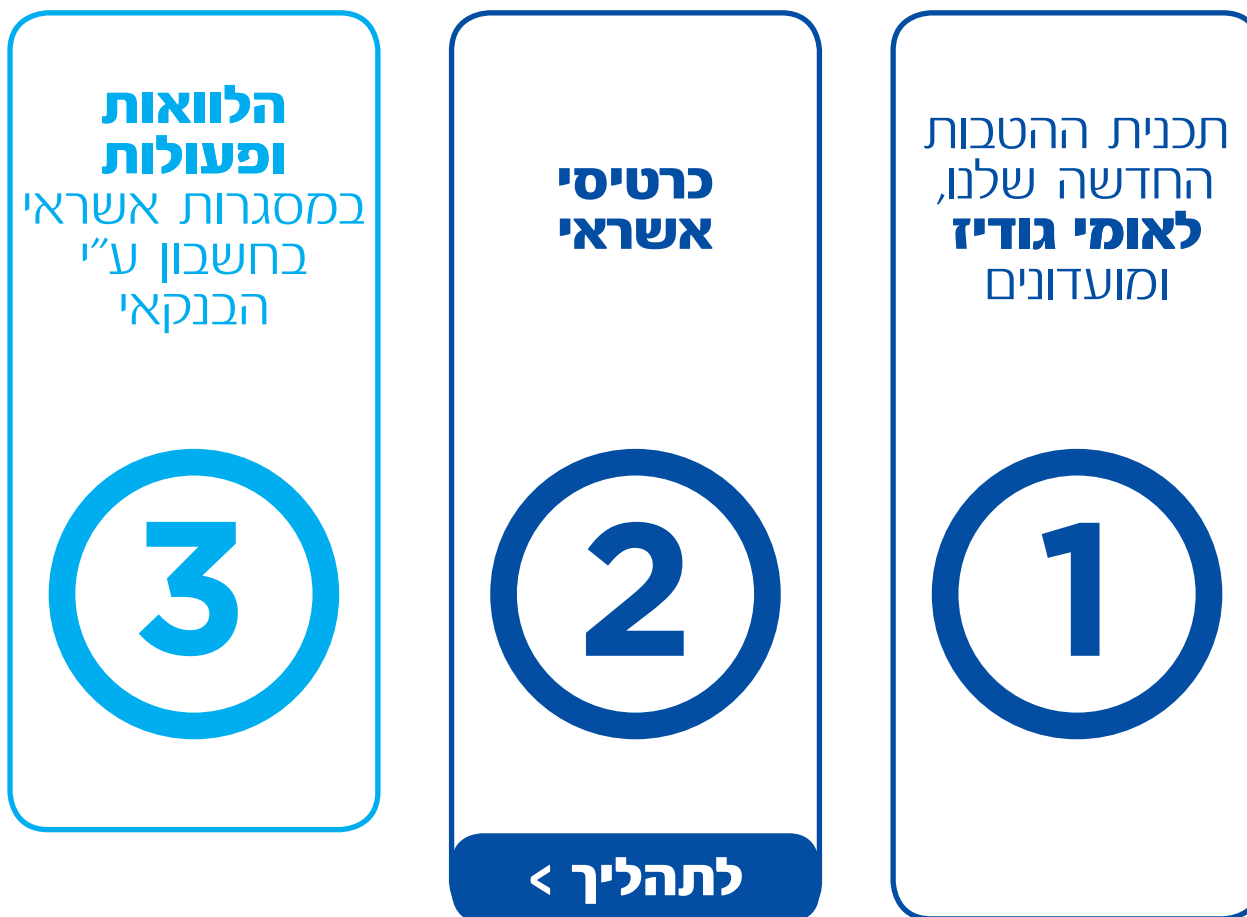 תכנית ההטבות
החדשה שלנו,
לאומי גודיז
ומועדונים
1
כרטיסי
אשראי
2
לתהליך >
הלוואות
ופעולות
במסגרות אשראי
בחשבון ע״י
הבנקאי
3